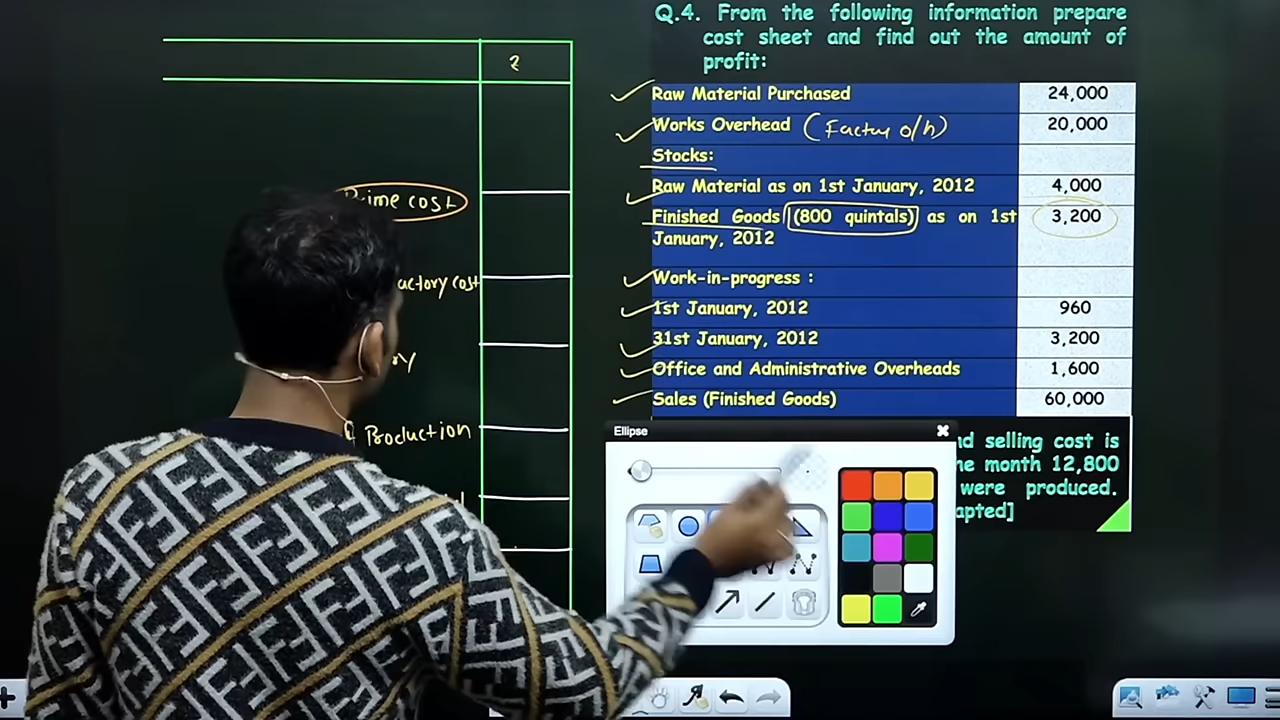 Q.4. From the following information prepare
cost sheet and find out the amount of
profit:
₹
Raw Material Purchased 24,000
Works Overhead (Factory o/h) 20,000
Stocks:
Raw Material as on 1st January, 2012 4,000
Finished Goods (800 quintals) as on 1st 3,200
January, 2012
Work-in-progress :
1st January, 2012 960
31st January, 2012 3,200
Office and Administrative Overheads 1,600
Sales (Finished Goods) 60,000
Prime cost
actory cost
ry
Production
Ellipse
nd selling cost is
month 12,800
were produced.
apted]